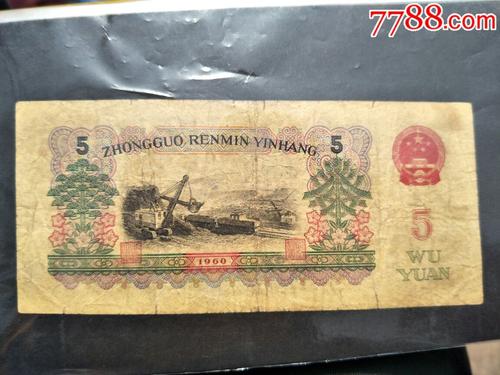 7788.com
5 ZHONGGUO RENMIN YINHANG 5
5
WU
YUAN
1960